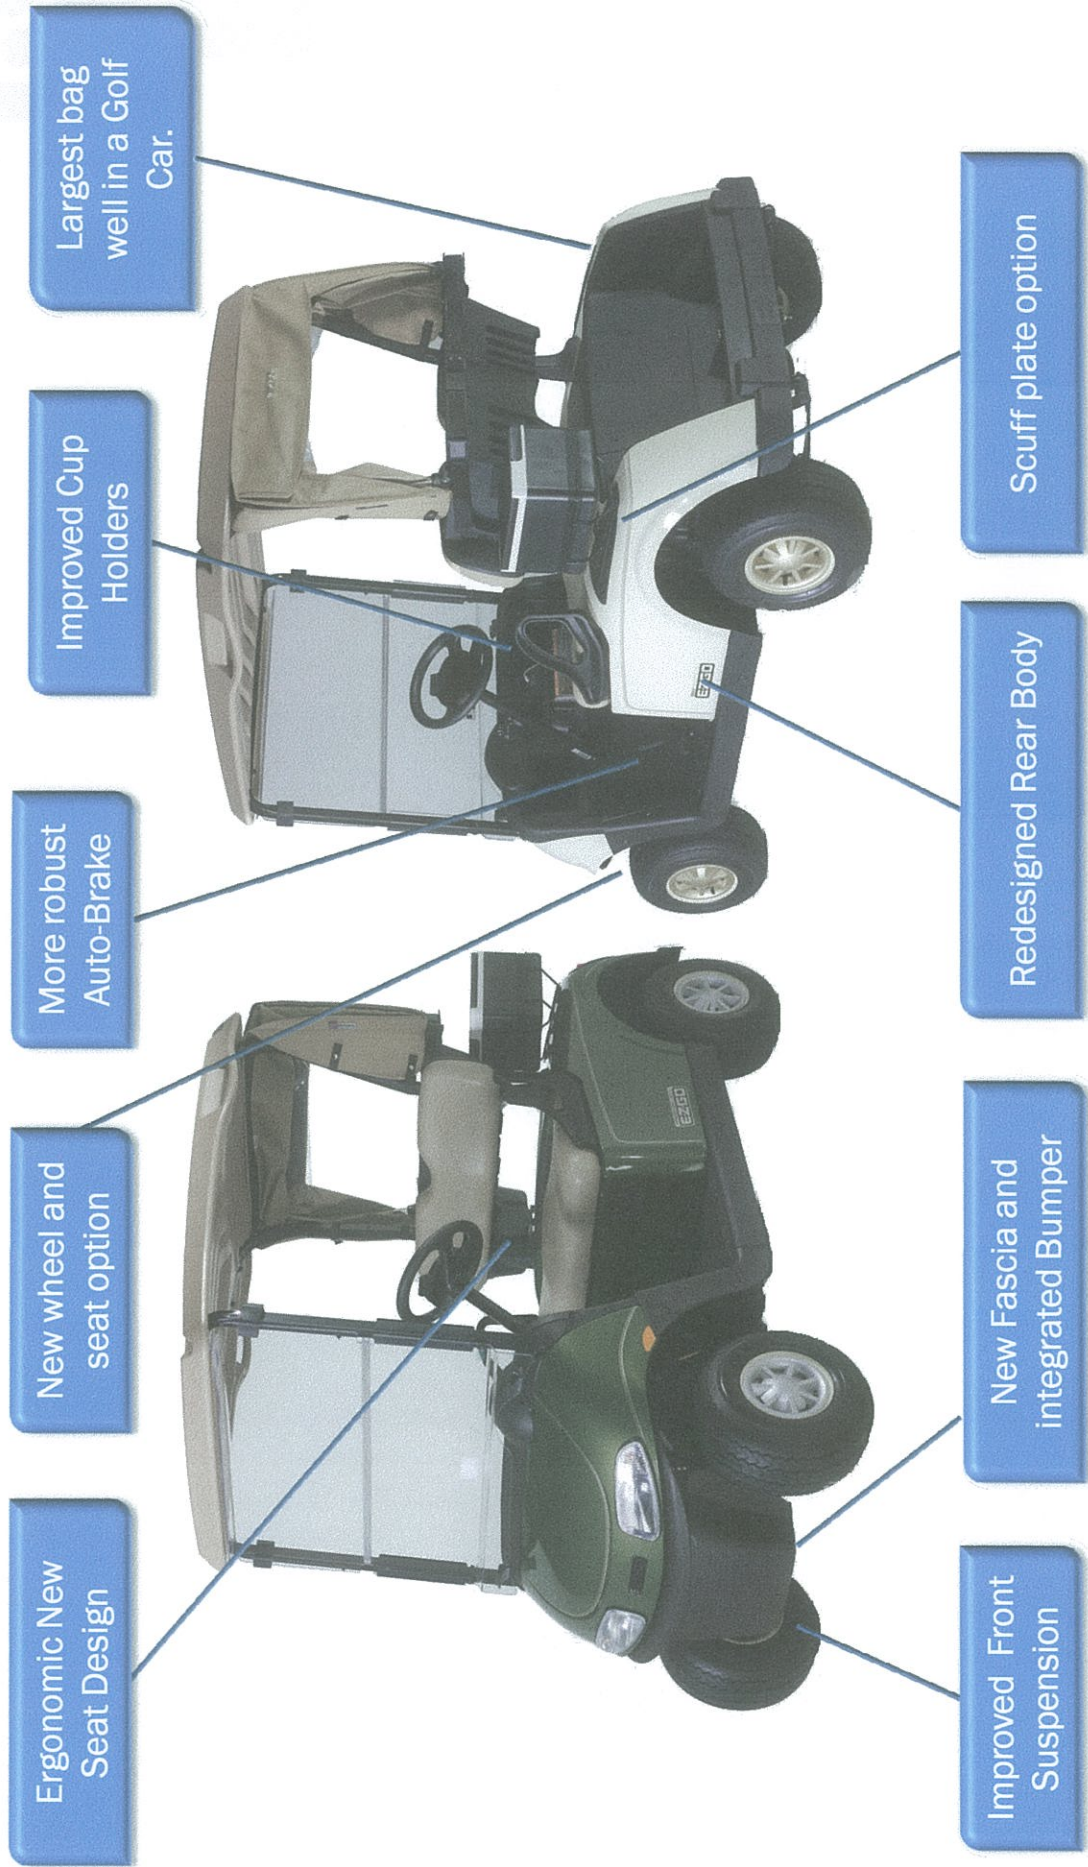 Ergonomic New
Seat Design
New wheel and
seat option
More robust
Auto-Brake
Improved Cup
Holders
Largest bag
well in a Golf
Car.
EZGO
EZGO
Improved Front
Suspension
New Fascia and
integrated Bumper
Redesigned Rear Body
Scuff plate option